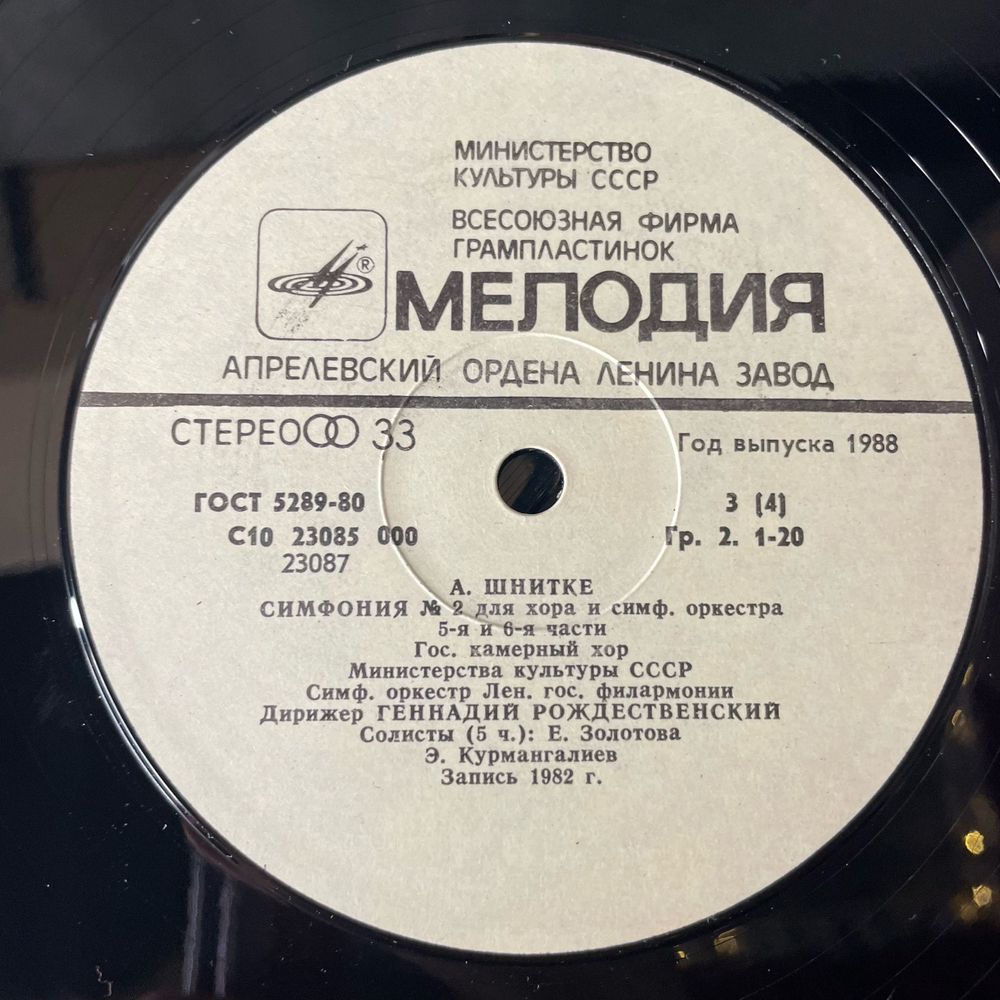 МИНИСТЕРСТВО
КУЛЬТУРЫ СССР
ВСЕСОЮЗНАЯ ФИРМА
ГРАМПЛАСТИНОК
®
МЕЛОДИЯ
АПРЕЛЕВСКИЙ ОРДЕНА ЛЕНИНА ЗАВОД
СТЕРЕО 33
Год выпуска 1988
ГОСТ 5289-80
3 (4)
С10 23085 000
Гр. 2. 1-20
23087
А. ШНИТКЕ
СИМФОНИЯ № 2 для хора и симф. оркестра
5-я и 6-я части
Гос. камерный хор
Министерства культуры СССР
Симф. оркестр Лен. гос. филармонии
Дирижер ГЕННАДИЙ РОЖДЕСТВЕНСКИЙ
Солисты (5 ч.): Е. Золотова
Э. Курмангалиев
Запись 1982 г.